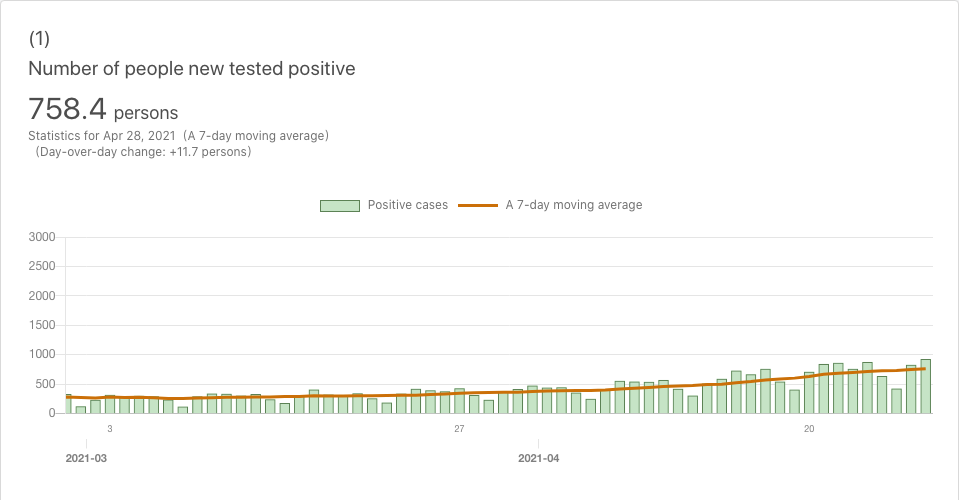 (1)
Number of people new tested positive
758.4 persons
Statistics for Apr 28, 2021 (A 7-day moving average)
(Day-over-day change: +11.7 persons)
Positive cases A 7-day moving average
3000
2500
2000
1500
1000
500
0
3 27 20
2021-03 2021-04